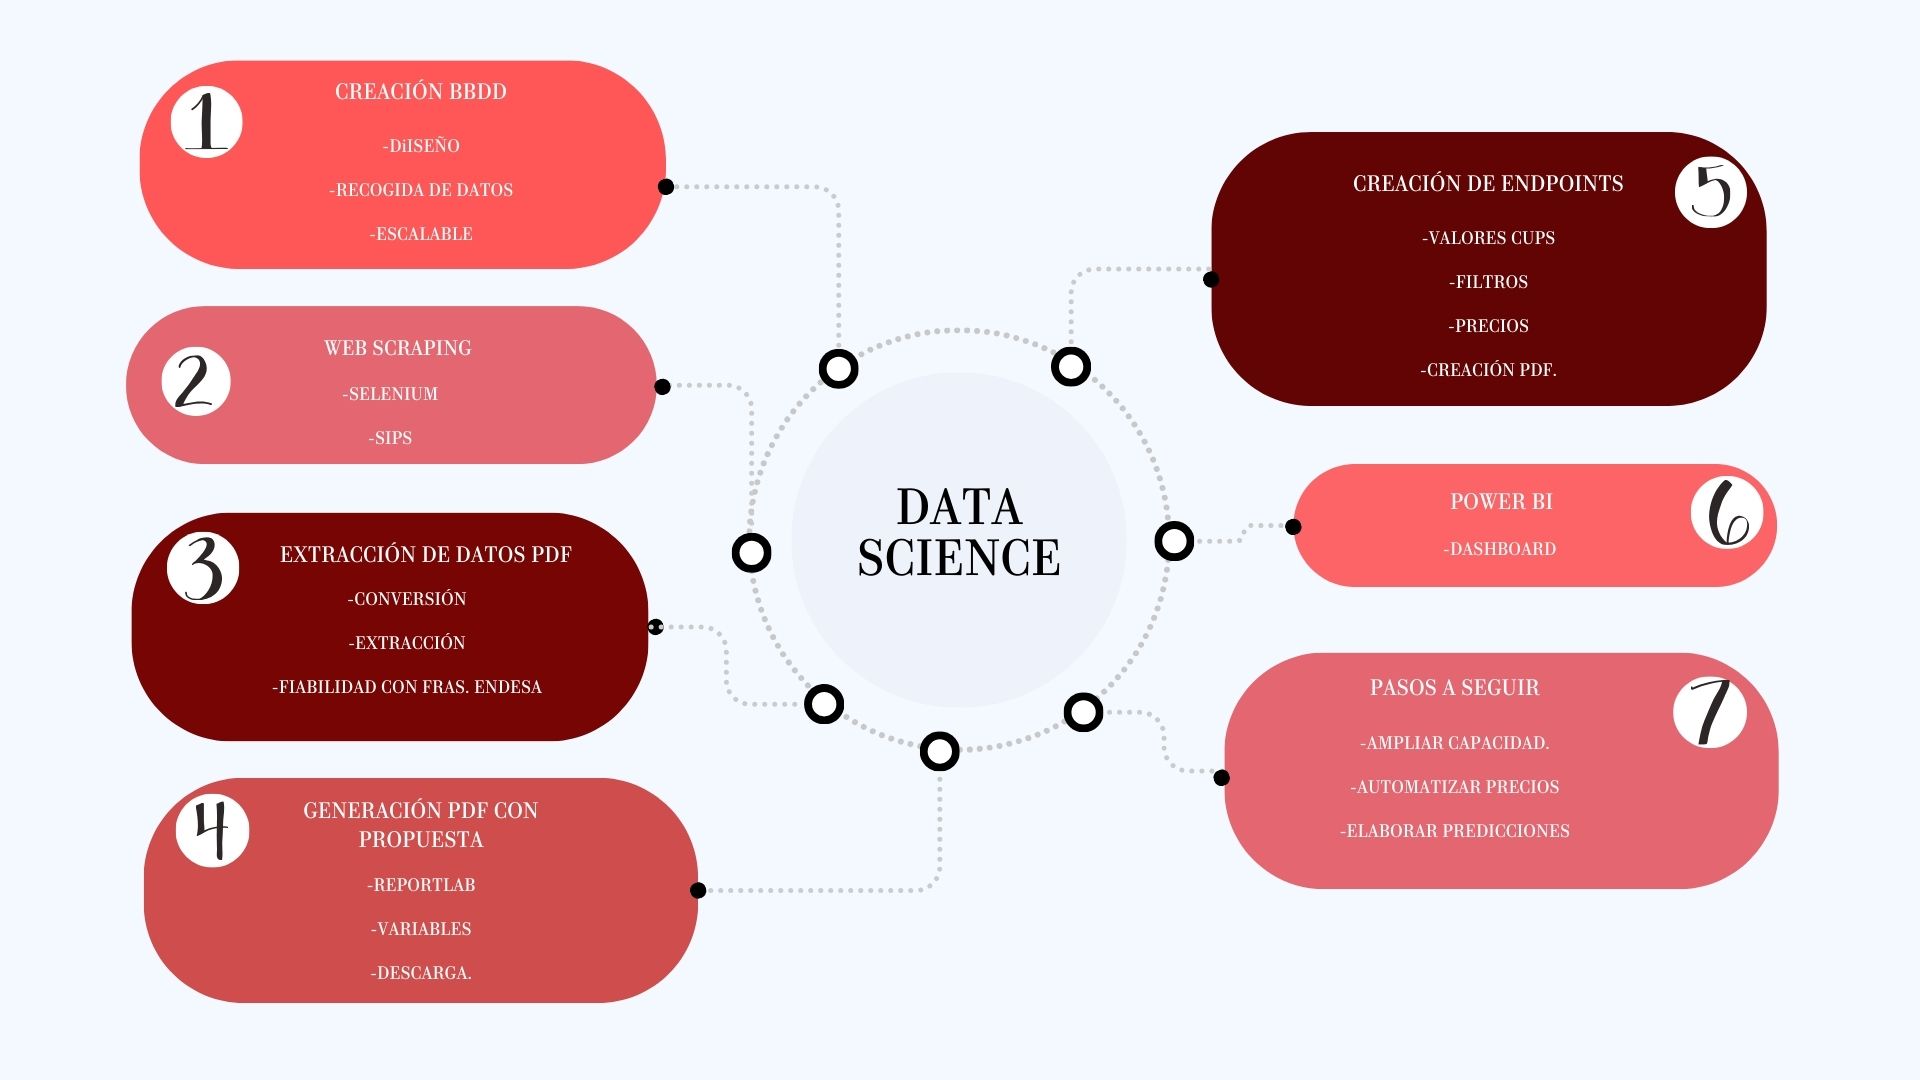 1
CREACIÓN BBDD
-DiISEÑO
-RECOGIDA DE DATOS
-ESCALABLE
2
WEB SCRAPING
-SELENIUM
-SIPS
3
EXTRACCIÓN DE DATOS PDF
-CONVERSIÓN
-EXTRACCIÓN
-FIABILIDAD CON FRAS. ENDESA
4
GENERACIÓN PDF CON
PROPUESTA
-REPORTLAB
-VARIABLES
-DESCARGA.
DATA
SCIENCE
5
CREACIÓN DE ENDPOINTS
-VALORES CUPS
-FILTROS
-PRECIOS
-CREACIÓN PDF.
6
POWER BI
-DASHBOARD
7
PASOS A SEGUIR
-AMPLIAR CAPACIDAD.
-AUTOMATIZAR PRECIOS
-ELABORAR PREDICCIONES